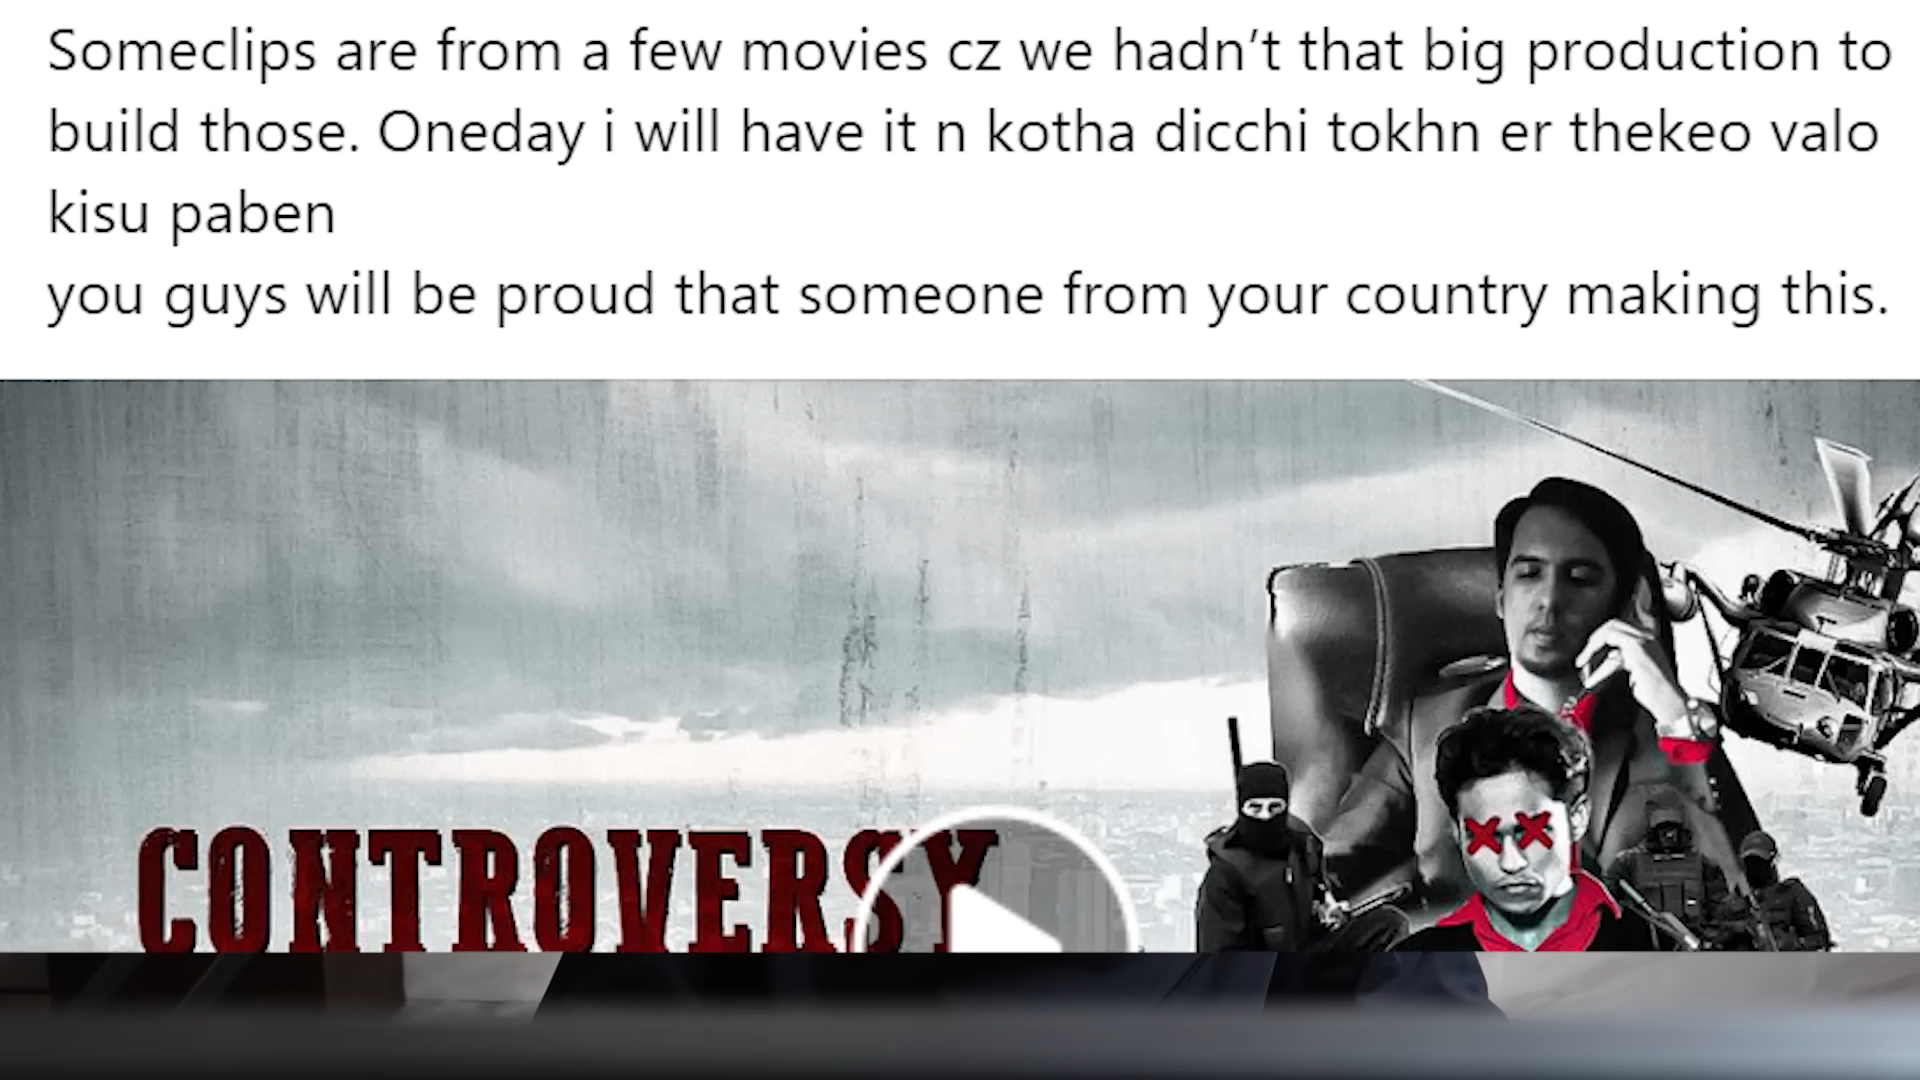 Someclips are from a few movies cz we hadn’t that big production to
build those. Oneday i will have it n kotha dicchi tokhn er thekeo valo
kisu paben
you guys will be proud that someone from your country making this.
CONTROVERSY